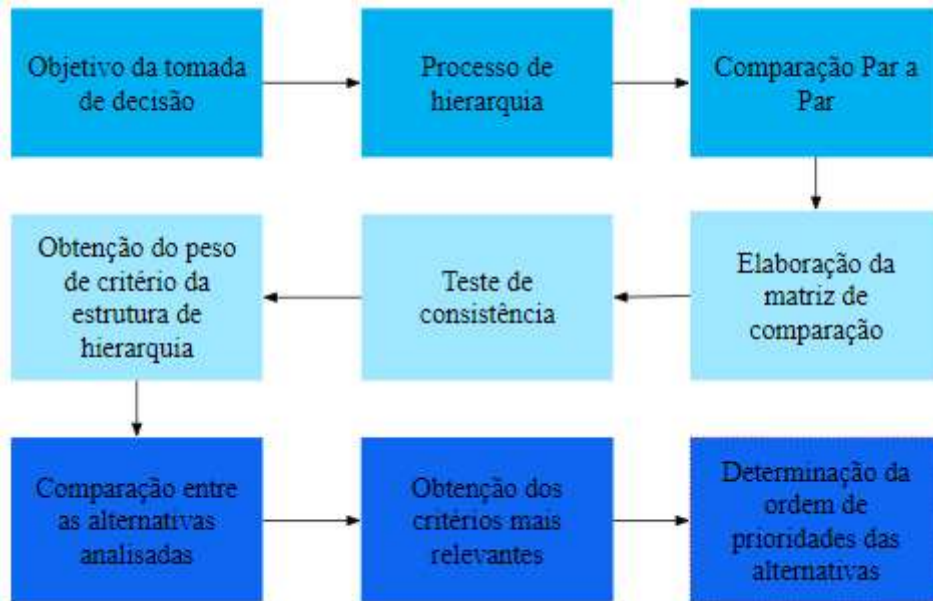 Objetivo da tomada
de decisão
Processo de
hierarquia
Comparação Par a
Par
Obtenção do peso
de critério da
estrutura de
hierarquia
Teste de
consistência
Elaboração da
matriz de
comparação
Comparação entre
as alternativas
analisadas
Obtenção dos
critérios mais
relevantes
Determinação da
ordem de
prioridades das
alternativas